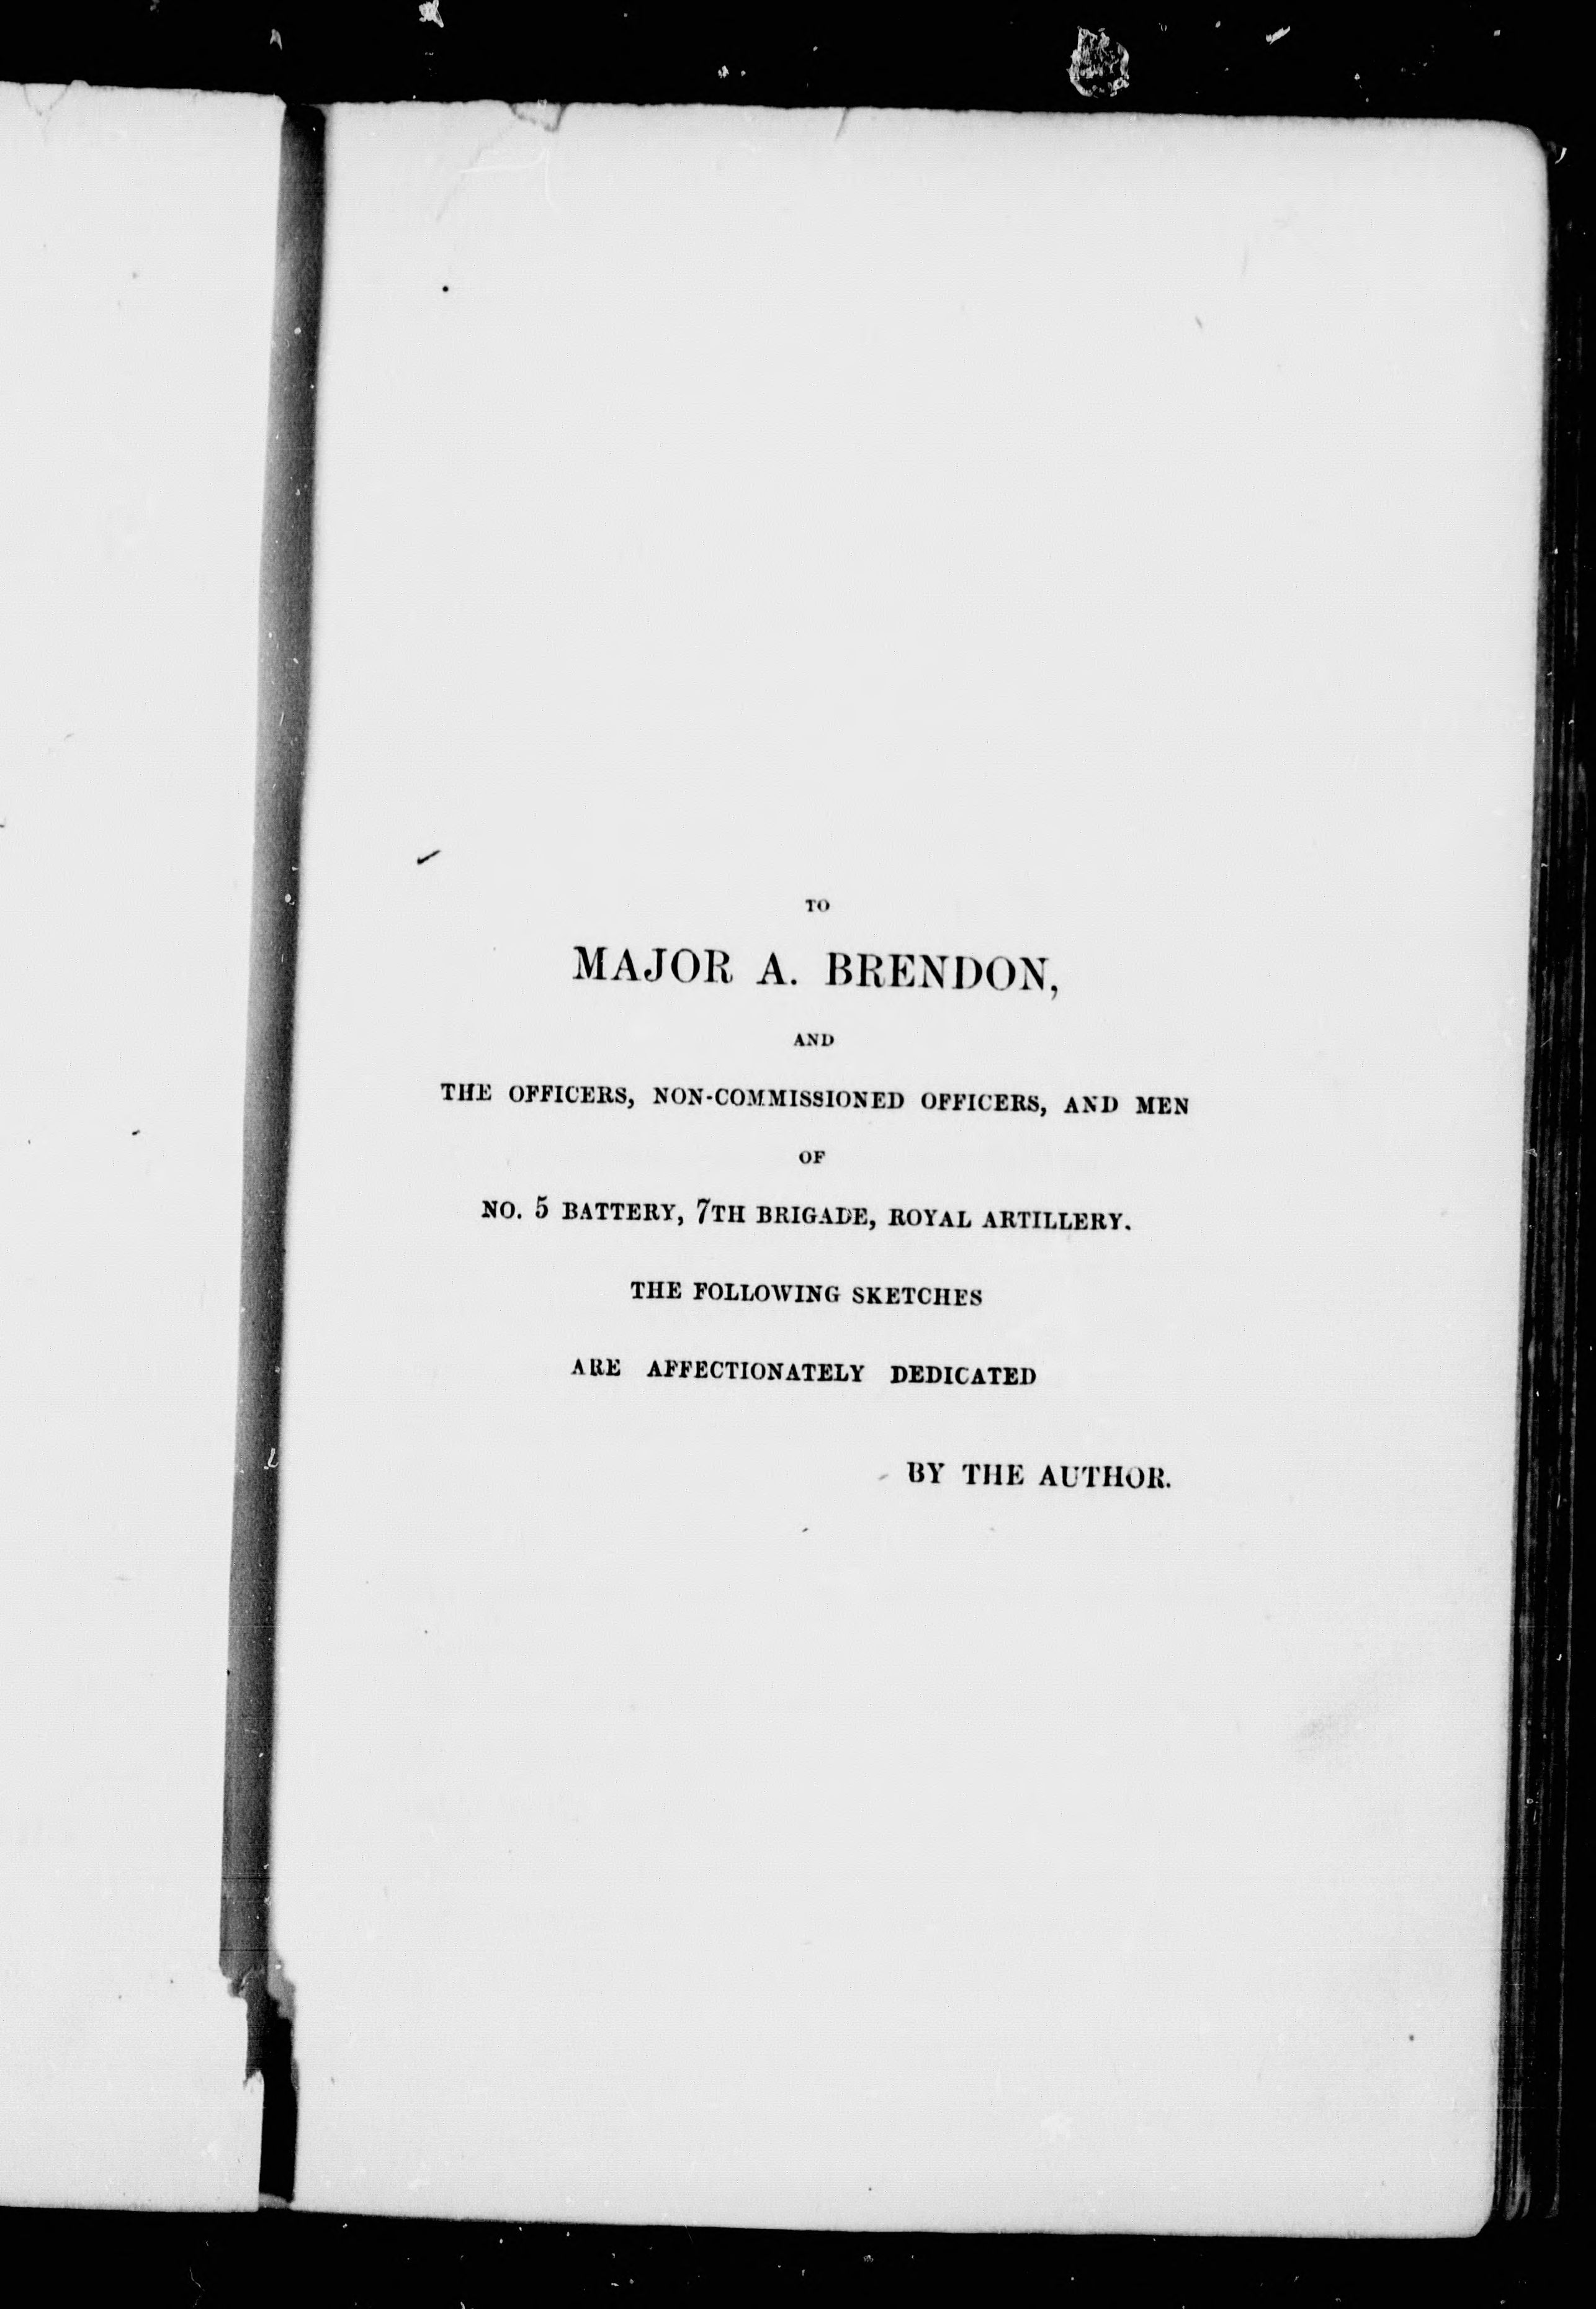 TO
MAJOR A. BRENDON,
AND
THE OFFICERS, NON-COMMISSIONED OFFICERS, AND MEN
OF
NO. 5 BATTERY, 7TH BRIGADE, ROYAL ARTILLERY.
THE FOLLOWING SKETCHES
ARE AFFECTIONATELY DEDICATED
BY THE AUTHOR.